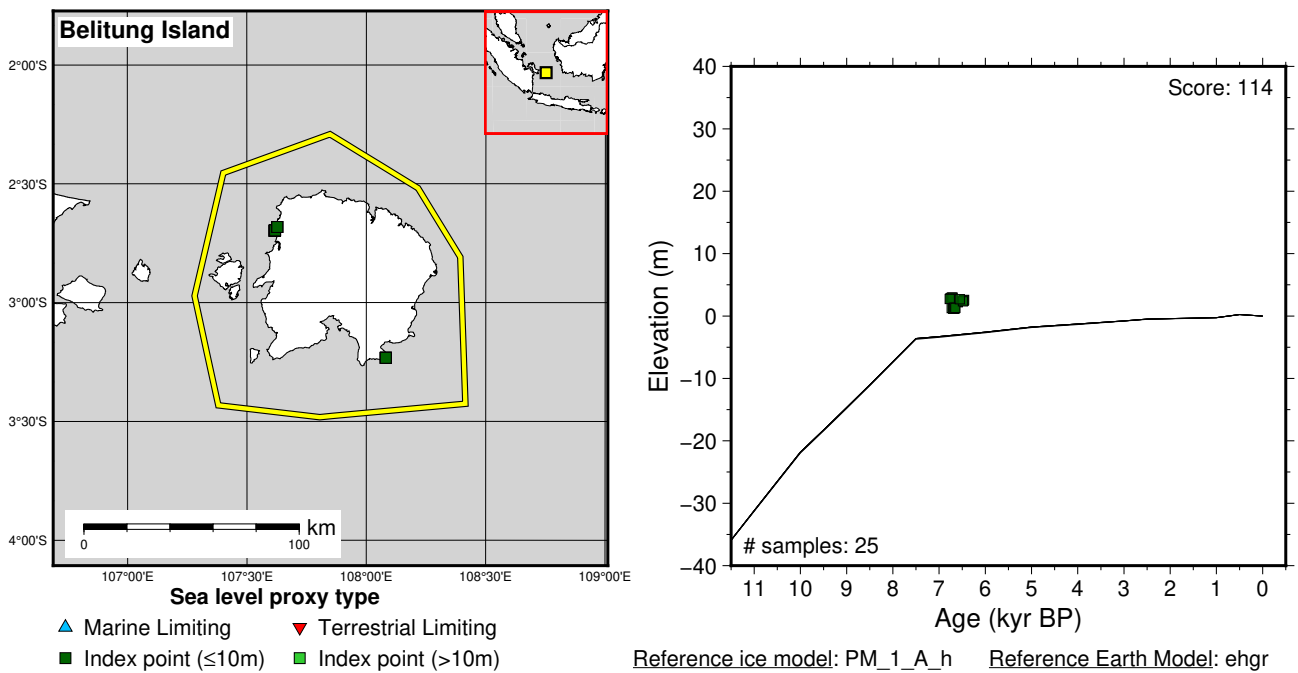 Belitung Island
2°00'S
2°30'S
3°00'S
3°30'S
4°00'S
km
0
100
107°00'E
107°30'E
108°00'E
108°30'E
109°00'E
Sea level proxy type
Marine Limiting
Terrestrial Limiting
Index point (≤10m)
Index point (>10m)
Score: 114
40
30
20
10
0
−10
−20
−30
−40
Elevation (m)
# samples: 25
11
10
9
8
7
6
5
4
3
2
1
0
Age (kyr BP)
Reference ice model: PM_1_A_h
Reference Earth Model: ehgr